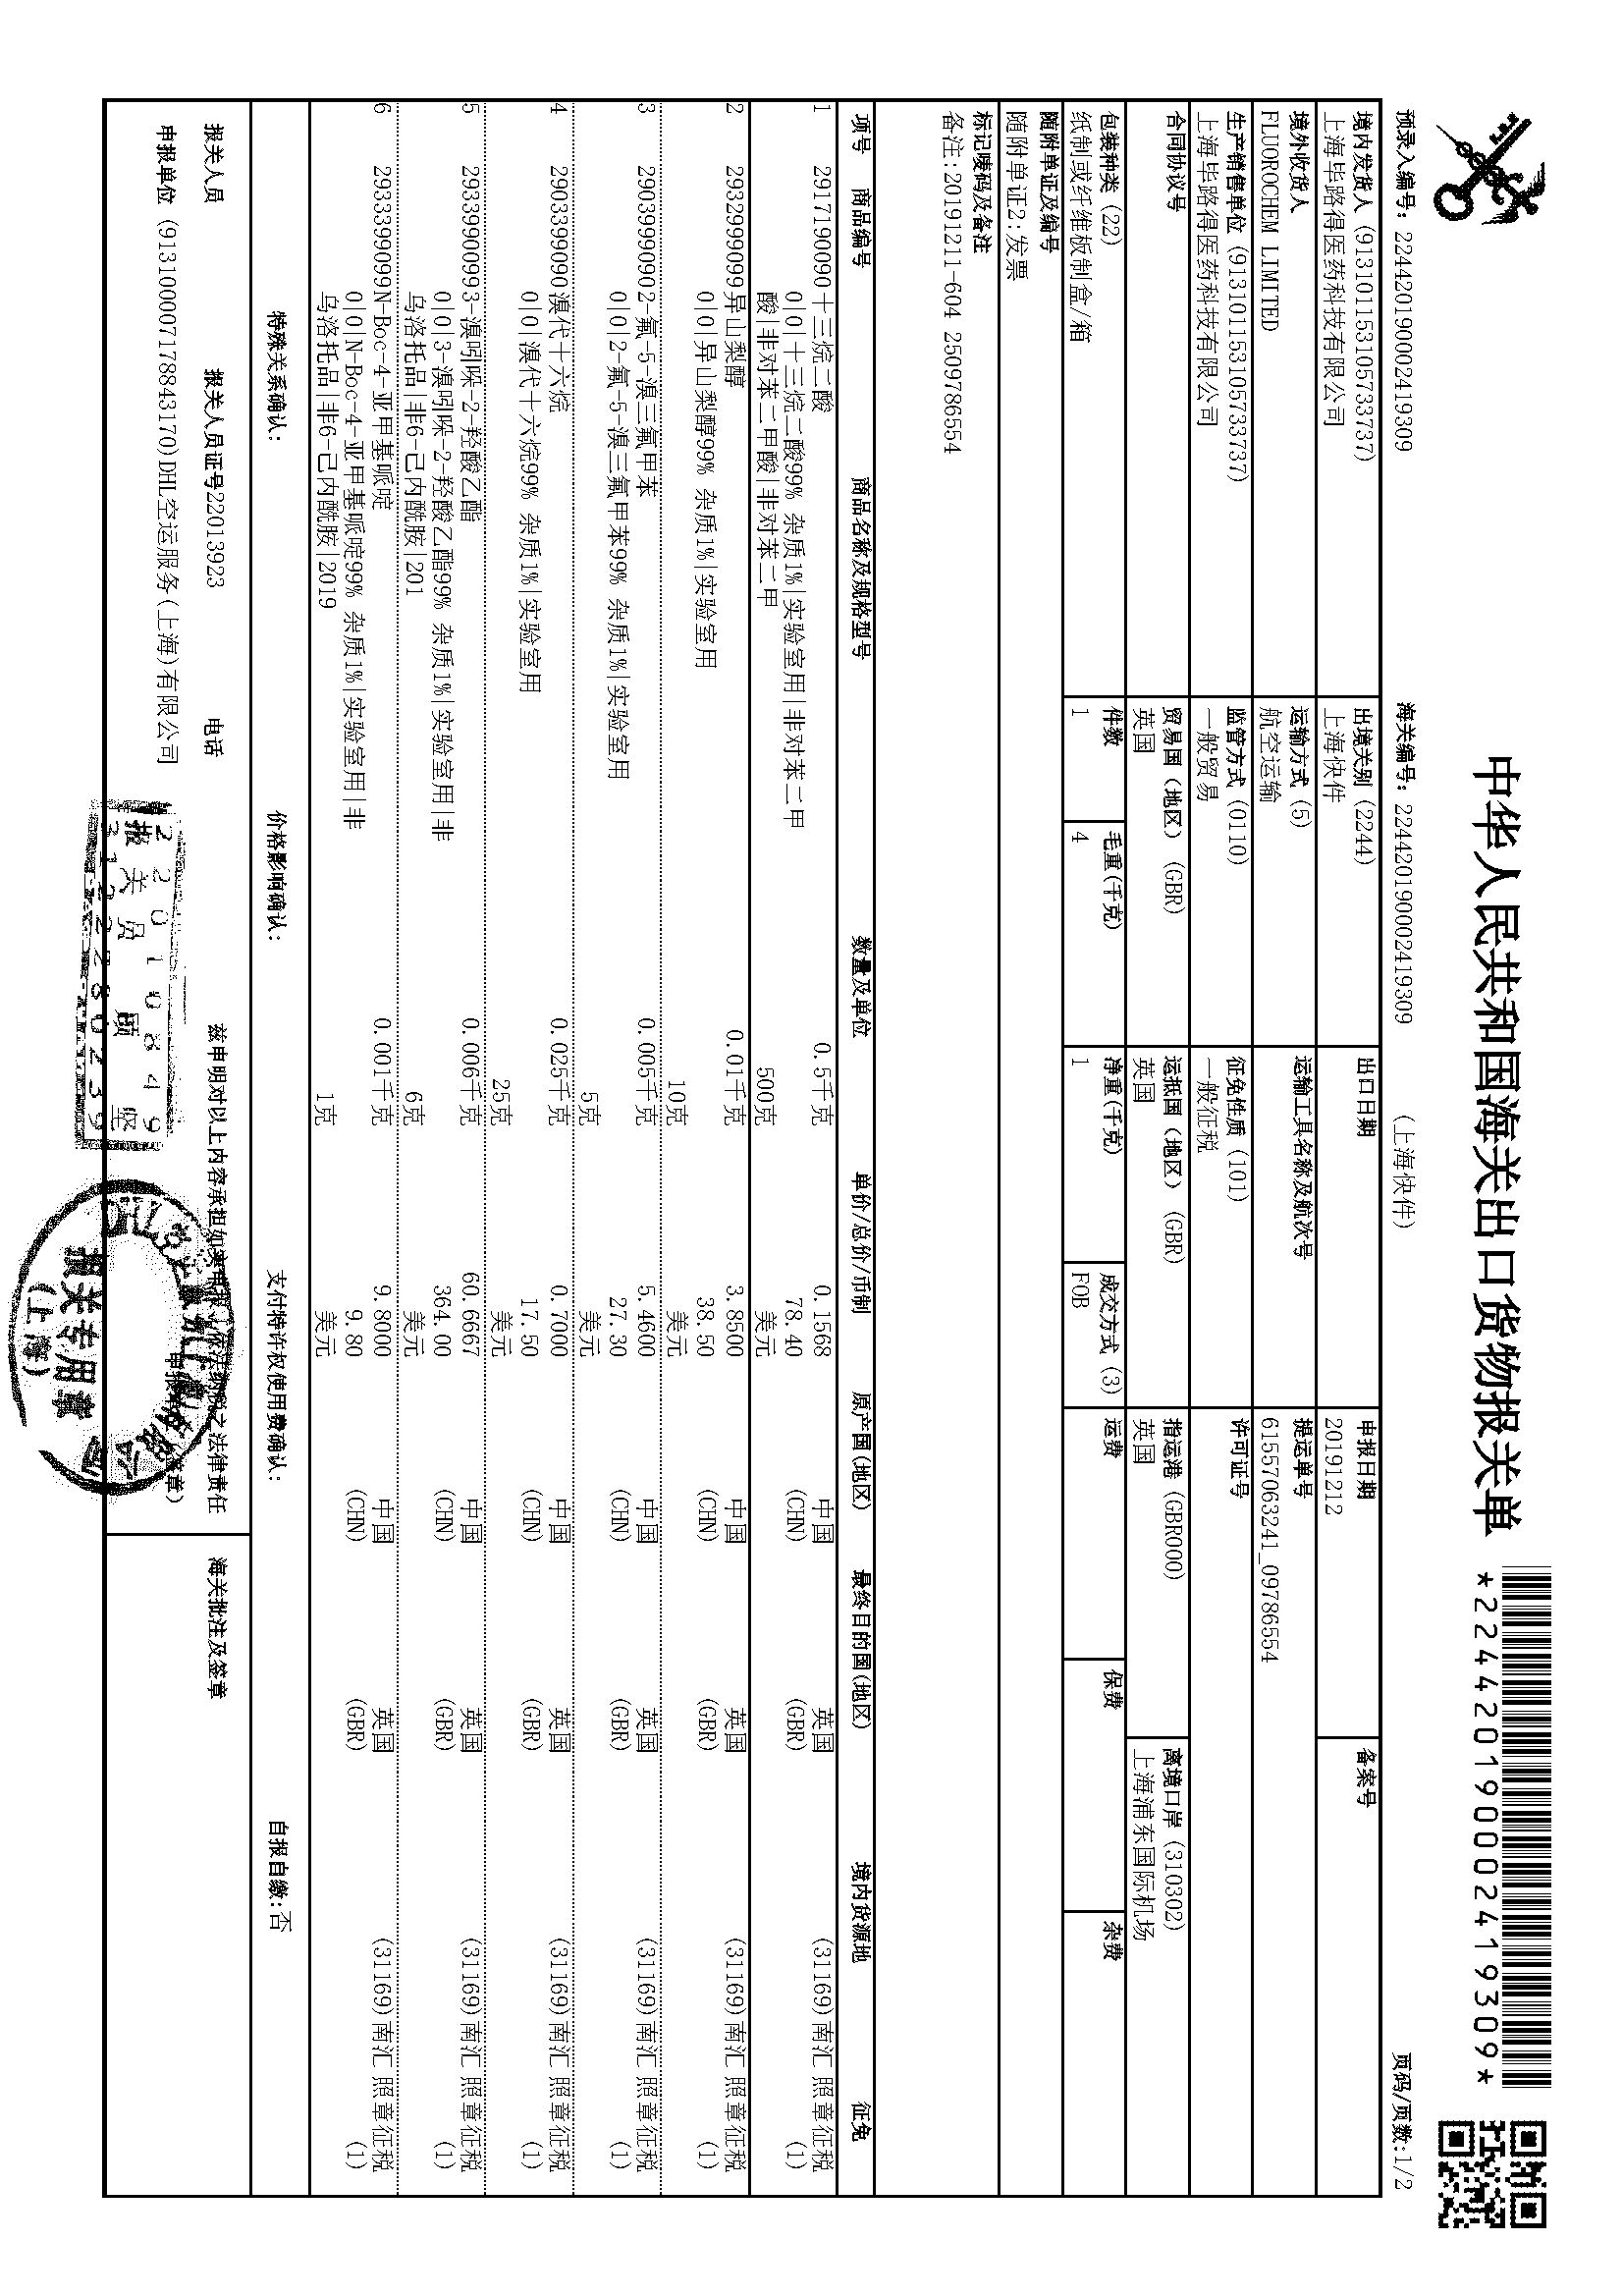 中华人民共和国海关出口货物报关单
*224420190002419309*
预录入编号：224420190002419309 海关编号：224420190002419309 (上海快件) 页码/页数:1/2
境内发货人 (91310115310573373​7) 出境关别 (2244) 出口日期 申报日期 备案号
上海毕路得医药科技有限公司 上海快件 20191212
境外收货人 运输方式 (5) 运输工具名称及航次号 提运单号
FLUOROCHEM LIMITED 航空运输 6155706324​1_09786554
生产销售单位 (913101153105733737) 监管方式 (0110) 征免性质 (101) 许可证号
上海毕路得医药科技有限公司 一般贸易 一般征税
合同协议号 贸易国（地区） (GBR) 运抵国（地区） (GBR) 指运港 (GBR000) 离境口岸 (310302)
英国 英国 英国 上海浦东国际机场
包装种类 (22) 件数 毛重(千克) 净重(千克) 成交方式 (3) 运费 保费 杂费
纸制或纤维板制盒/箱 1 4 1 FOB
随附单证及编号
随附单证2:发票
标记唛码及备注
备注:20191211-604 2509786554
项号 商品编号 商品名称及规格型号 数量及单位 单价/总价/币制 原产国(地区) 最终目的国(地区) 境内货源地 征免
1 2917190090十三烷二酸 0.5千克 0.1568 中国 英国 (31169)南汇 照章征税
0|0|十三烷二酸99% 杂质1%|实验室用|非对苯二甲 78.40 (CHN) (GBR) (1)
酸|非对苯二甲酸|非对苯二甲 500克 美元
2 2932999099异山梨醇 0.01千克 3.8500 中国 英国 (31169)南汇 照章征税
0|0|异山梨醇99% 杂质1%|实验室用 38.50 (CHN) (GBR) (1)
10克 美元
3 29039990902-氟-5-溴三氟甲苯 0.005千克 5.4600 中国 英国 (31169)南汇 照章征税
0|0|2-氟-5-溴三氟甲苯99% 杂质1%|实验室用 27.30 (CHN) (GBR) (1)
5克 美元
4 2903399090溴代十六烷 0.025千克 0.7000 中国 英国 (31169)南汇 照章征税
0|0|溴代十六烷99% 杂质1%|实验室用 17.50 (CHN) (GBR) (1)
25克 美元
5 29339900993-溴吲哚-2-羟酸乙酯 0.006千克 60.6667 中国 英国 (31169)南汇 照章征税
0|0|3-溴吲哚-2-羟酸乙酯99% 杂质1%|实验室用|非 364.00 (CHN) (GBR) (1)
乌洛托品|非6-己内酰胺|201 6克 美元
6 2933399099N-Boc-4-亚甲基哌啶 0.001千克 9.8000 中国 英国 (31169)南汇 照章征税
0|0|N-Boc-4-亚甲基哌啶99% 杂质1%|实验室用|非 9.80 (CHN) (GBR) (1)
乌洛托品|非6-己内酰胺|2019 1克 美元
特殊关系确认： 价格影响确认： 支付特许权使用费确认： 自报自缴:否
报关人员 报关人员证号22013923 电话 兹申明对以上内容承担如实申报、依法纳税之法律责任 海关批注及签章
申报单位 (913100007178843170)DHL空运服务(上海)有限公司 申报单位（签章）
22010849
报关员 顾 坚
报关专用章
(上海)